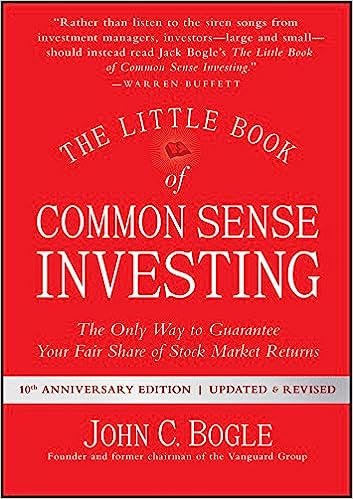 "Rather than listen to the siren songs from
investment managers, investors—large and small—
should instead read Jack Bogle's The Little Book
of Common Sense Investing."
—WARREN BUFFETT
THE LITTLE BOOK
of
COMMON SENSE
INVESTING
The Only Way to Guarantee
Your Fair Share of Stock Market Returns
10th ANNIVERSARY EDITION | UPDATED & REVISED
JOHN C. BOGLE
Founder and former chairman of the Vanguard Group